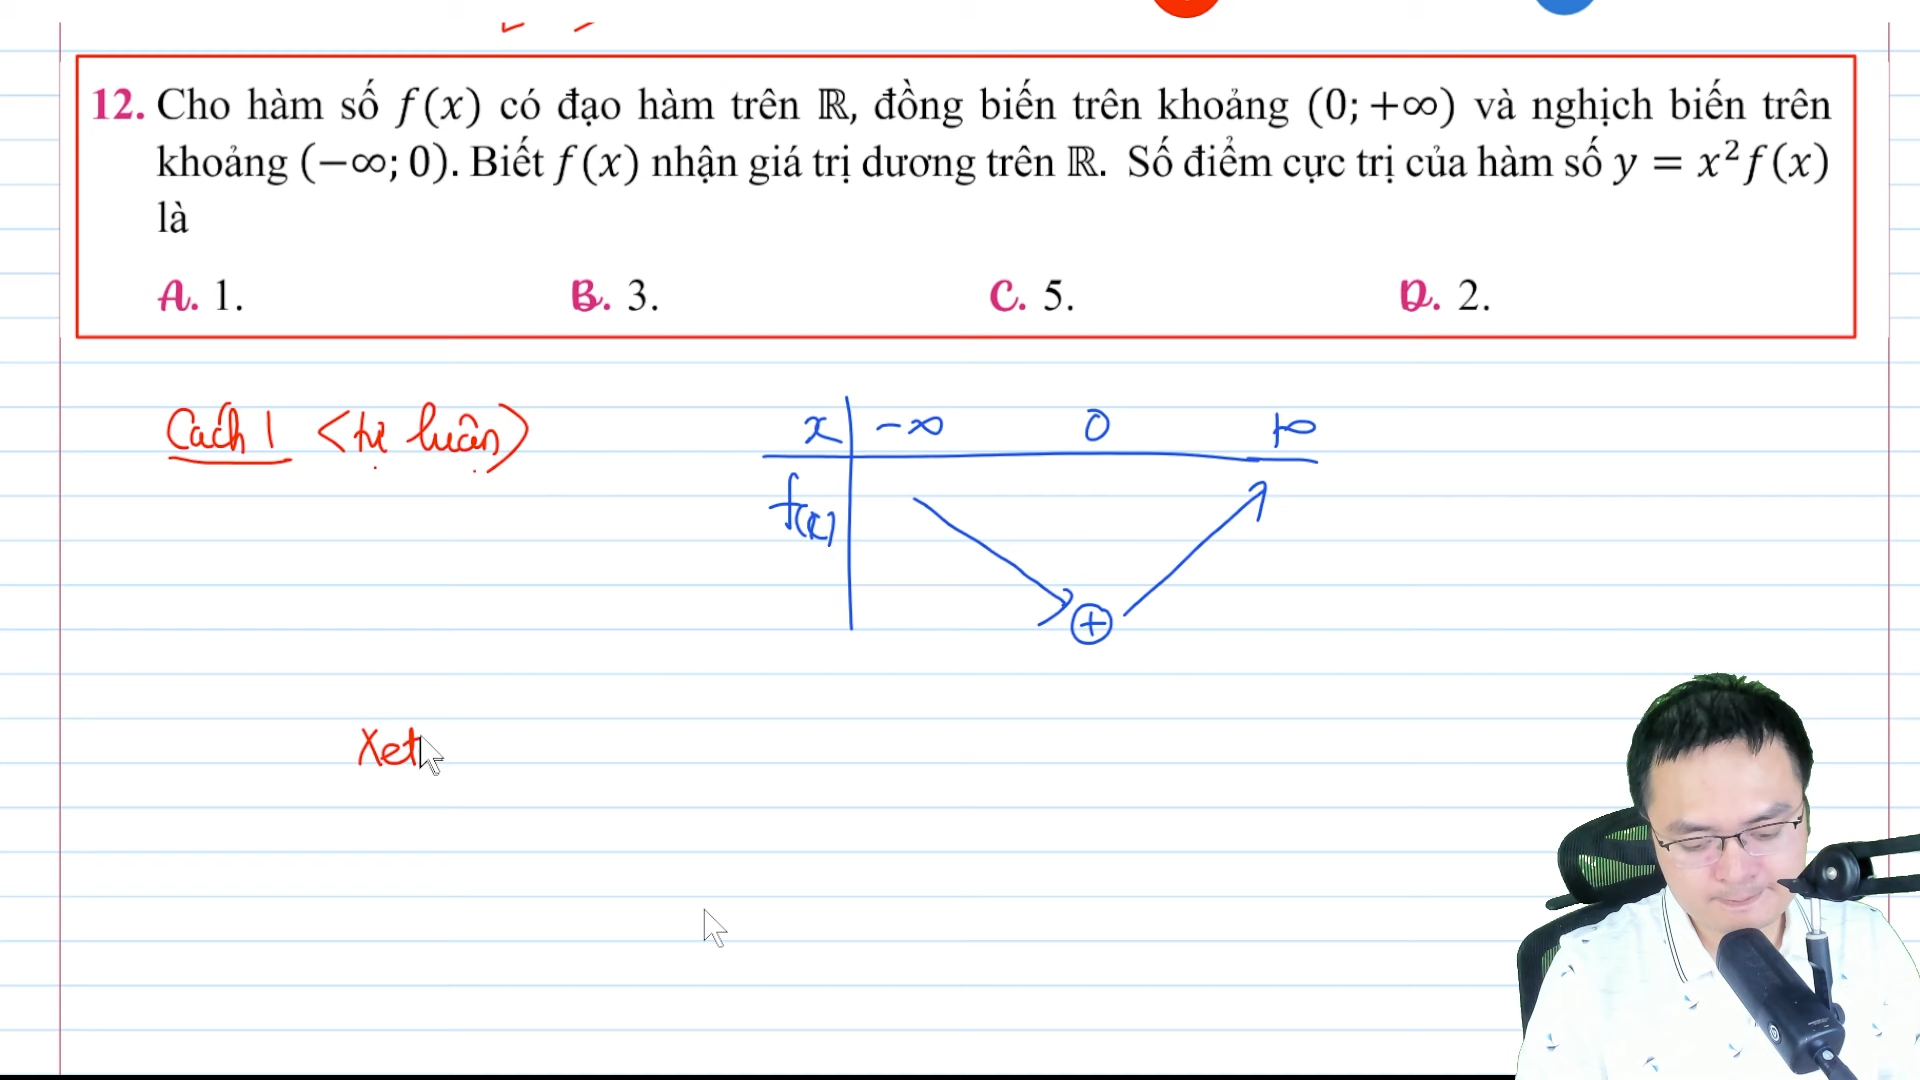 12. Cho hàm số f(x) có đạo hàm trên ℝ, đồng biến trên khoảng (0; +∞) và nghịch biến trên
khoảng (−∞; 0). Biết f(x) nhận giá trị dương trên ℝ. Số điểm cực trị của hàm số y = x²f(x)
là
A. 1. B. 3. C. 5. D. 2.
Cách 1 <tự luận>
x −∞ 0 +∞
f(x)
+
Xet